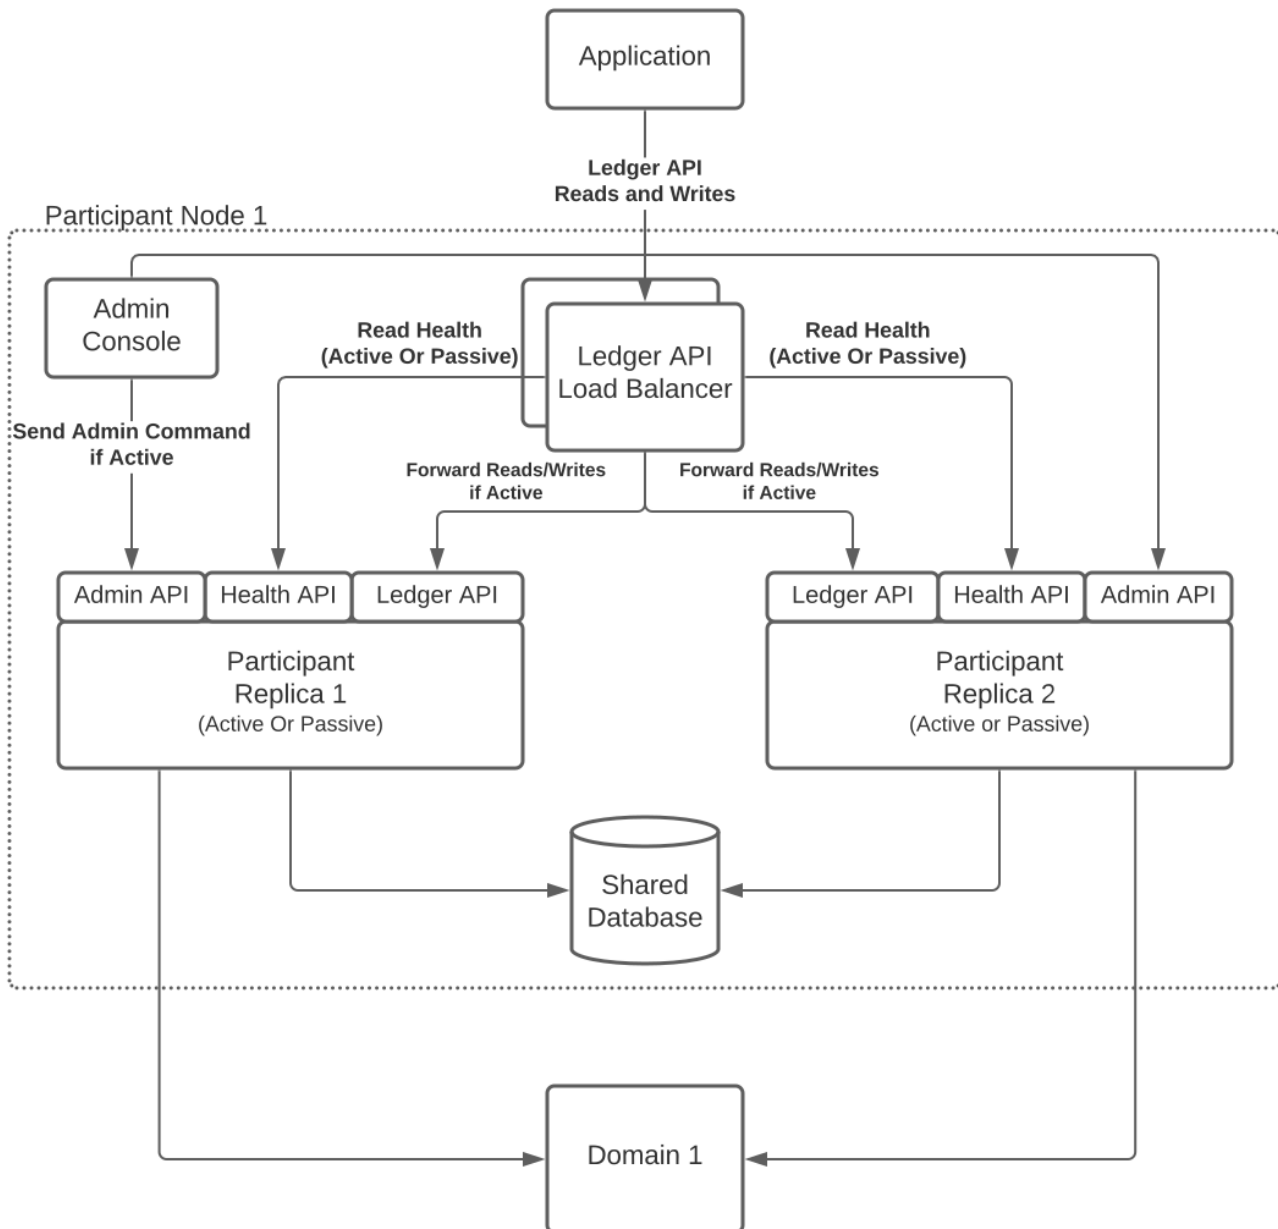 Application
Ledger API
Reads and Writes
Participant Node 1
Admin
Console
Read Health
(Active Or Passive)
Ledger API
Load Balancer
Read Health
(Active Or Passive)
Send Admin Command
if Active
Forward Reads/Writes
if Active
Forward Reads/Writes
if Active
Admin API
Health API
Ledger API
Ledger API
Health API
Admin API
Participant
Replica 1
(Active Or Passive)
Participant
Replica 2
(Active or Passive)
Shared
Database
Domain 1